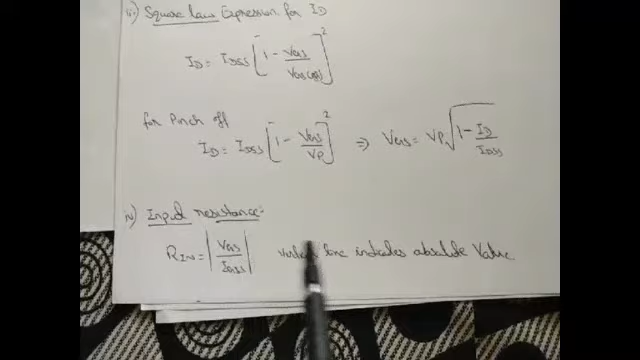 iii) Square law Expression for ID
ID = IDSS [1 - VGS/VGS(off)]²
for Pinch off
ID = IDSS [1 - VGS/VP]² ⇒ VGS = VP √(1 - ID/IDSS)
iv) Input resistance:-
RIN = |VGS/IGSS| line indicates absolute Value